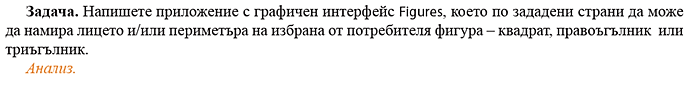 Задача. Напишете приложение с графичен интерфейс Figures, което по зададени страни да може
да намира лицето и/или периметъра на избрана от потребителя фигура – квадрат, правоъгълник или
триъгълник.
Анализ.